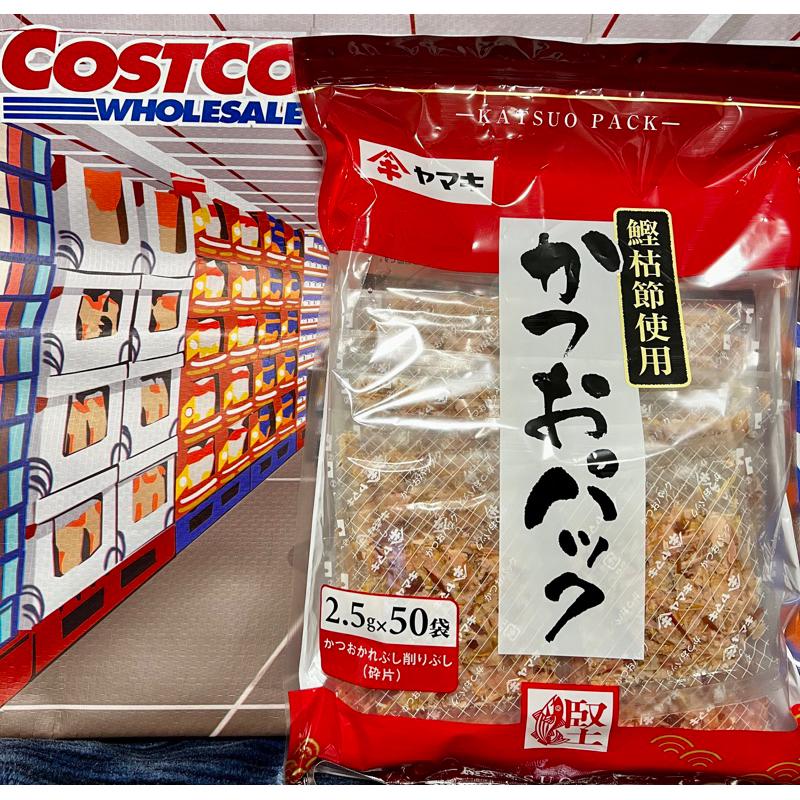 COSTCO
WHOLESALE
KATSUO PACK
ヤマキ
鰹枯節使用
かつおパック
2.5g×50袋
かつおかれぶし削りぶし
(砕片)